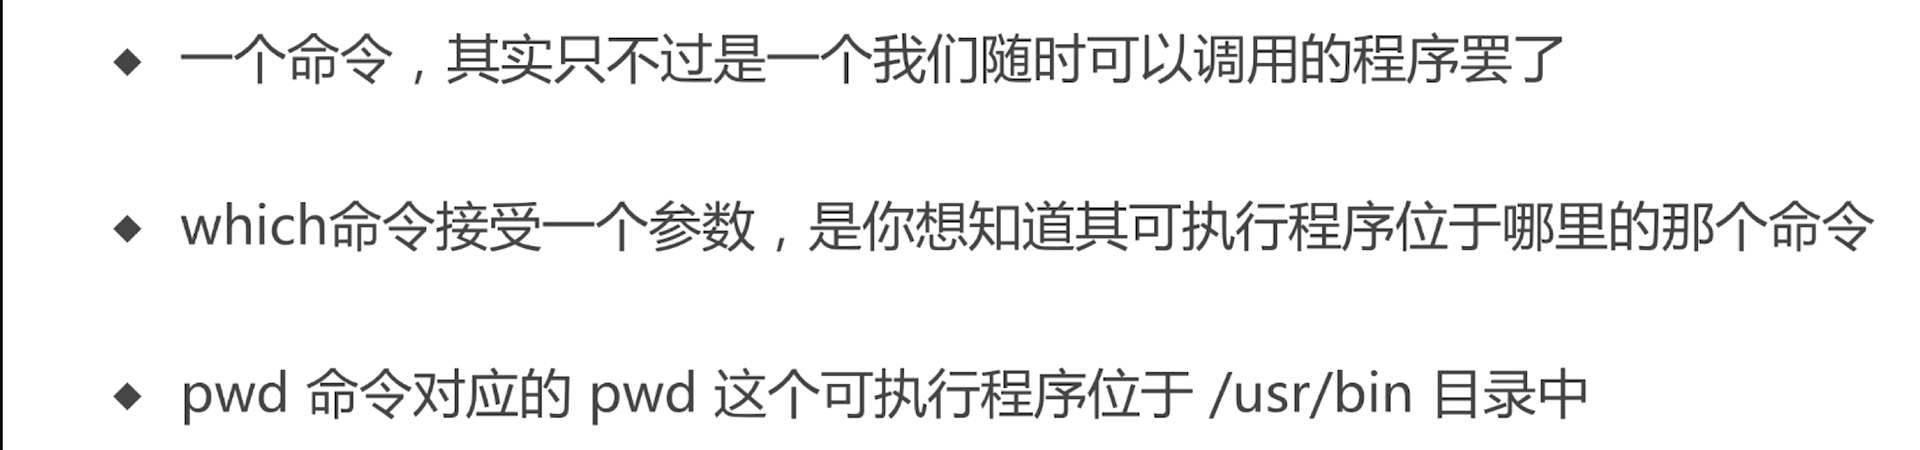 ◆ 一个命令，其实只不过是一个我们随时可以调用的程序罢了
◆ which命令接受一个参数，是你想知道其可执行程序位于哪里的那个命令
◆ pwd 命令对应的 pwd 这个可执行程序位于 /usr/bin 目录中